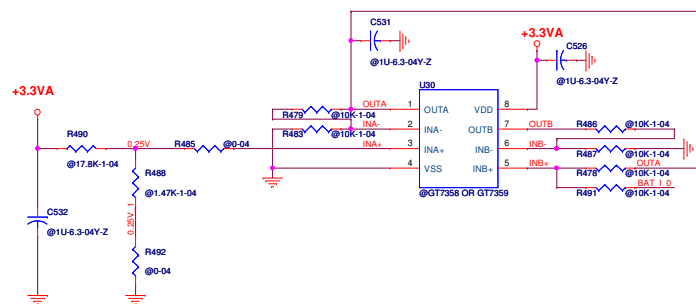 C531
@1U-6.3-04Y-Z
+3.3VA
C526
@1U-6.3-04Y-Z
+3.3VA
U30
R479
@10K-1-04
OUTA
1
OUTA
VDD
8
R483
@10K-1-04
INA-
2
INA-
OUTB
7
OUTB
R486
@10K-1-04
R490
@17.8K-1-04
0.25V
R485
@0-04
INA+
3
INA+
INB-
6
INB-
R487
@10K-1-04
4
VSS
INB+
5
INB+
R478
OUTA
@10K-1-04
R488
@1.47K-1-04
@GT7358 OR GT7359
R491
BAT_I_0
@10K-1-04
C532
@1U-6.3-04Y-Z
0.25V_1
R492
@0-04